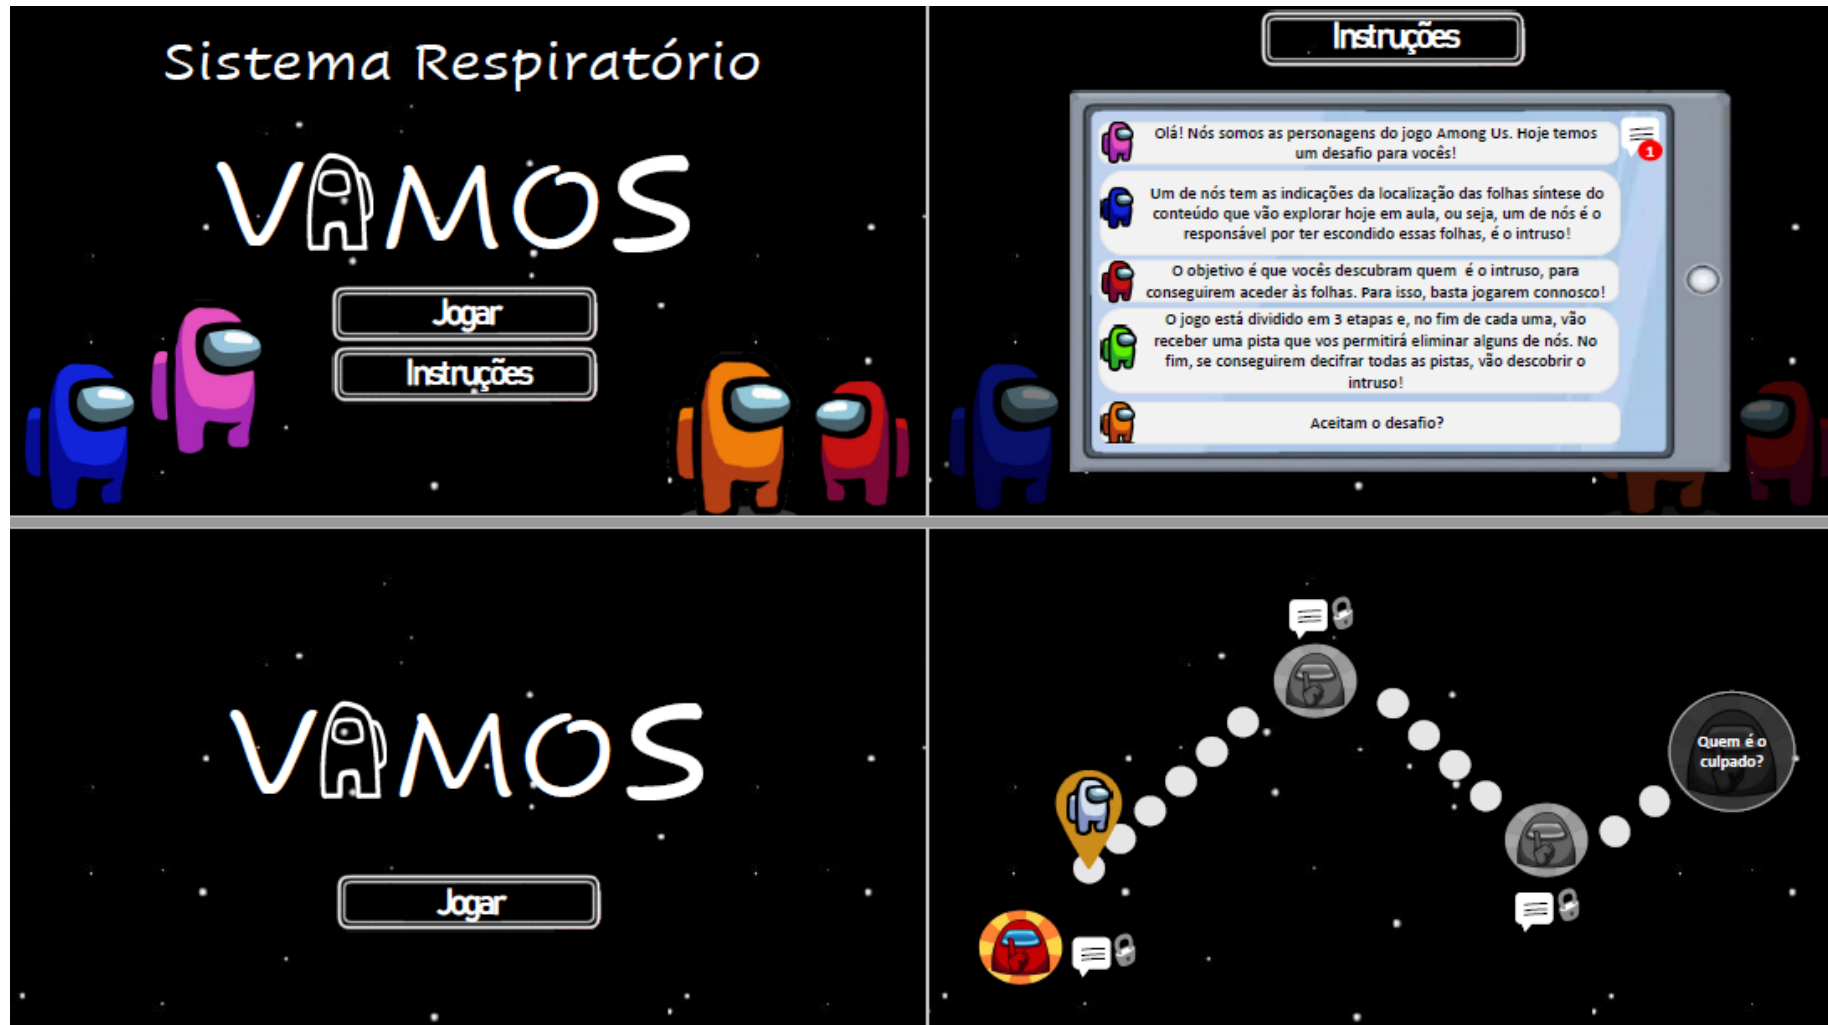 Sistema Respiratório
VAMOS
Jogar
Instruções
Instruções
Olá! Nós somos as personagens do jogo Among Us. Hoje temos
um desafio para vocês!
1
Um de nós tem as indicações da localização das folhas síntese do
conteúdo que vão explorar hoje em aula, ou seja, um de nós é o
responsável por ter escondido essas folhas, é o intruso!
O objetivo é que vocês descubram quem é o intruso, para
conseguirem aceder às folhas. Para isso, basta jogarem connosco!
O jogo está dividido em 3 etapas e, no fim de cada uma, vão
receber uma pista que vos permitirá eliminar alguns de nós. No
fim, se conseguirem decifrar todas as pistas, vão descobrir o
intruso!
Aceitam o desafio?
VAMOS
Jogar
Quem é o
culpado?